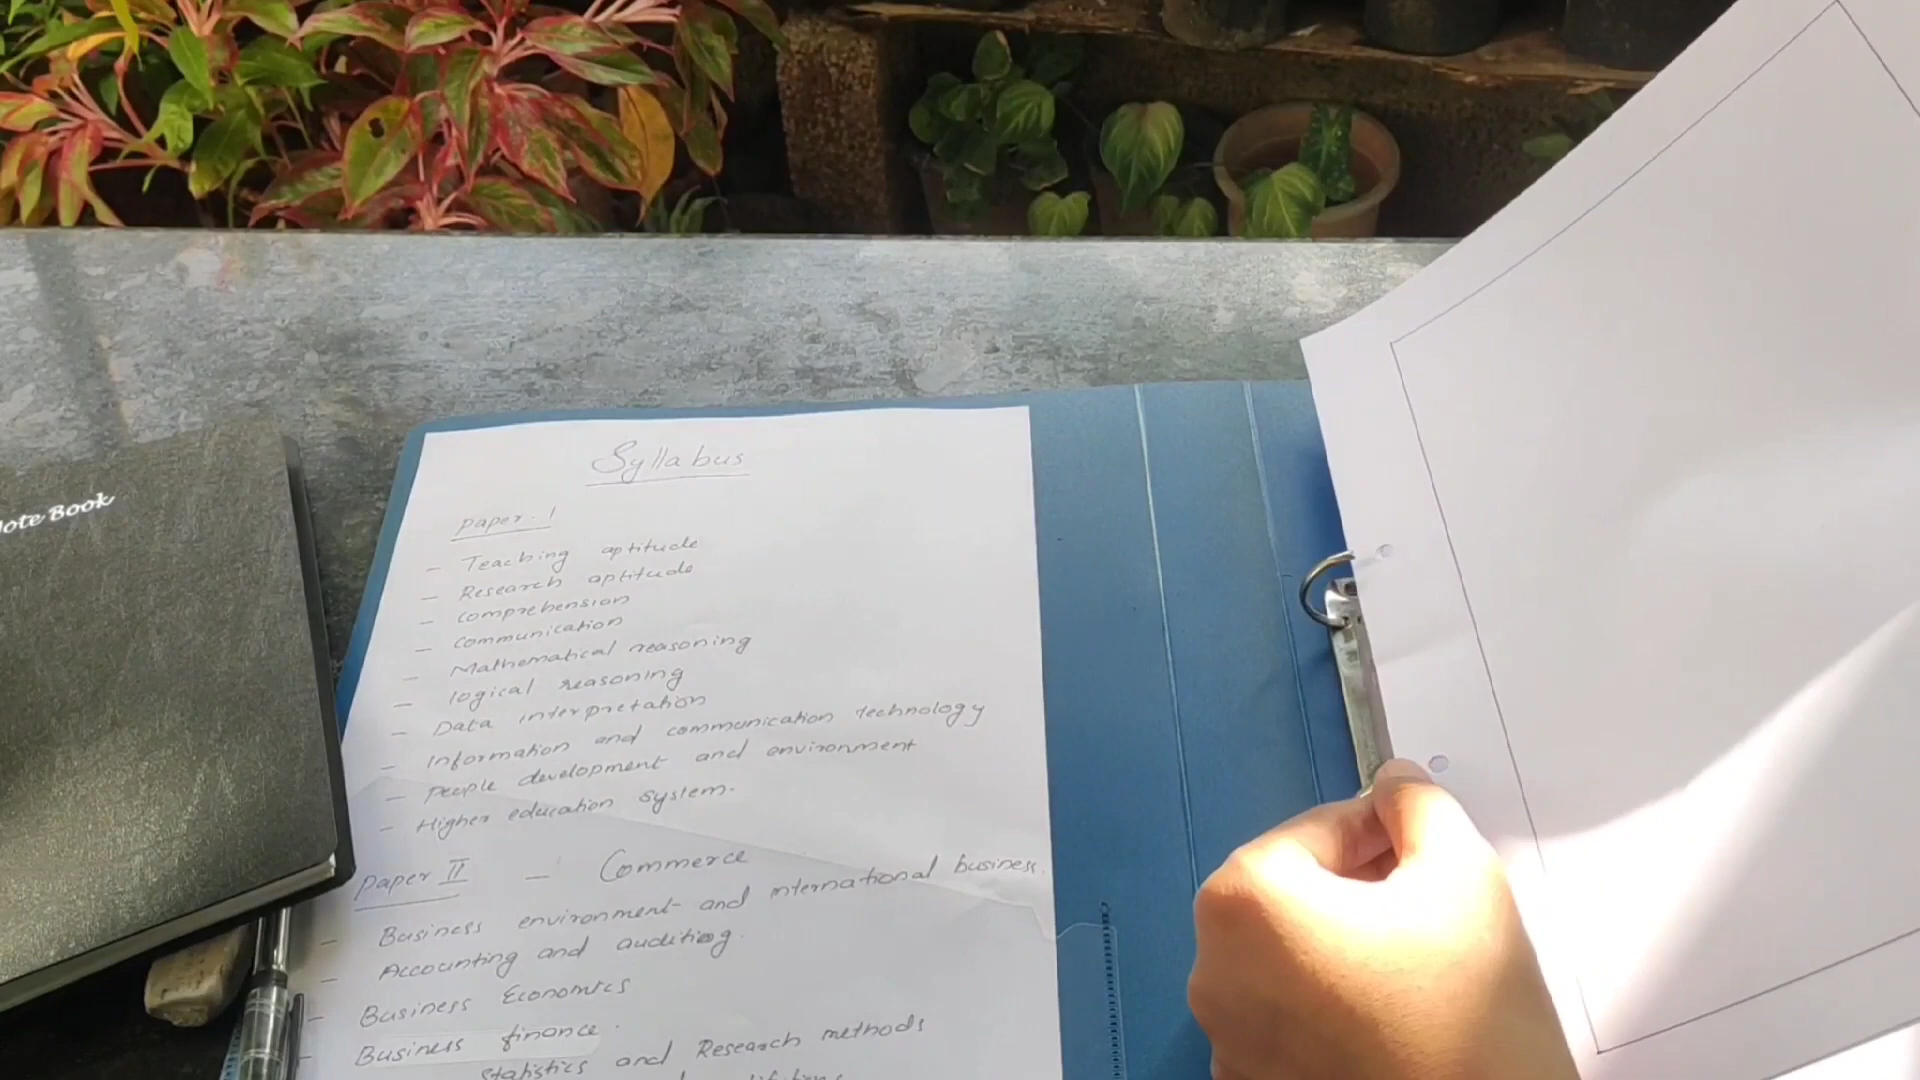 Note Book
Syllabus
Paper-1
- Teaching aptitude
- Research aptitude
- Comprehension
- Communication
- Mathematical reasoning
- logical reasoning
- Data interpretation
- Information and communication technology
- People development and environment
- Higher education system.
Paper II - Commerce
- Business environment and international business.
- Accounting and auditing.
- Business Economics
- Business finance.
Statistics and Research methods